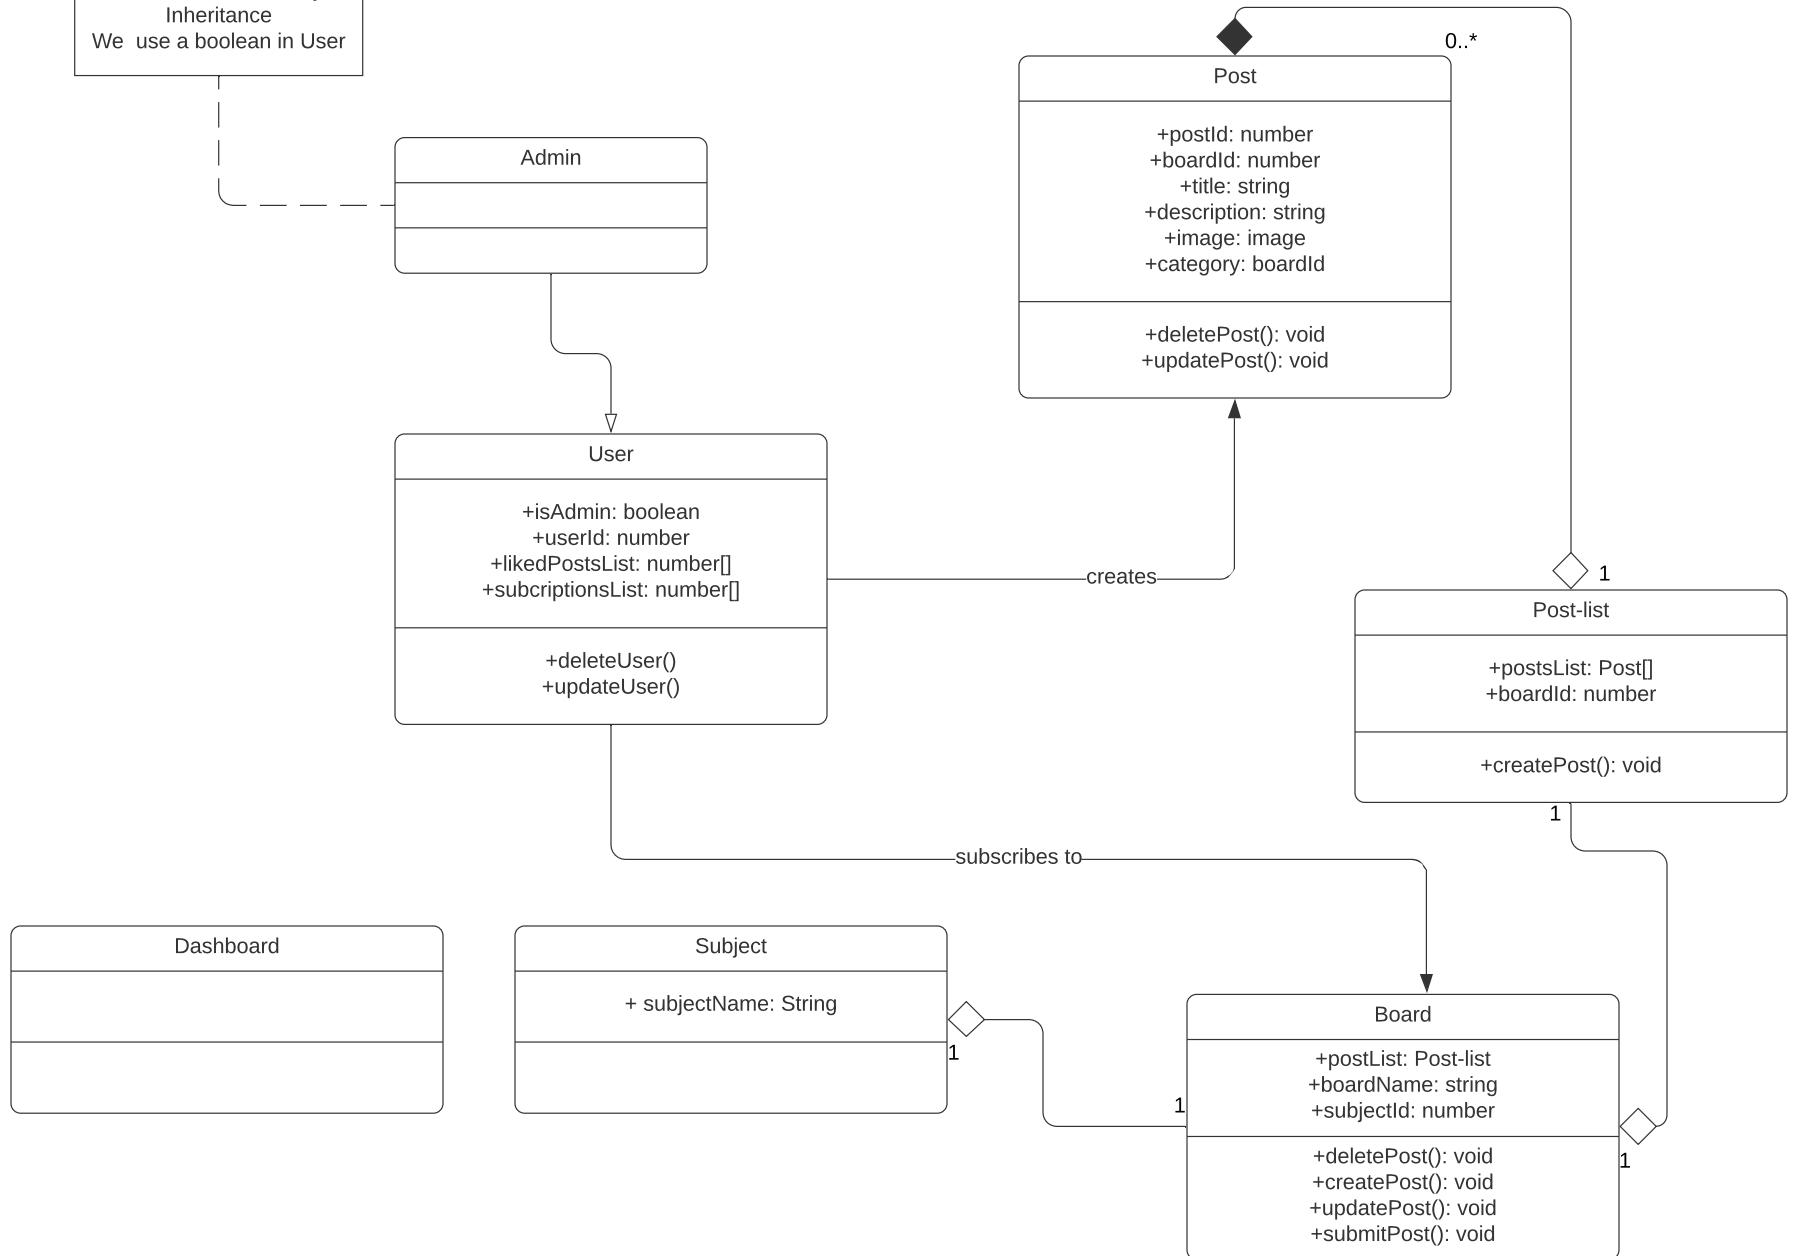 Inheritance
We use a boolean in User
Admin
Post
+postId: number
+boardId: number
+title: string
+description: string
+image: image
+category: boardId
+deletePost(): void
+updatePost(): void
0..*
User
+isAdmin: boolean
+userId: number
+likedPostsList: number[]
+subcriptionsList: number[]
+deleteUser()
+updateUser()
creates
1
Post-list
+postsList: Post[]
+boardId: number
+createPost(): void
1
subscribes to
Dashboard
Subject
+ subjectName: String
1
1
Board
+postList: Post-list
+boardName: string
+subjectId: number
+deletePost(): void
+createPost(): void
+updatePost(): void
+submitPost(): void
1